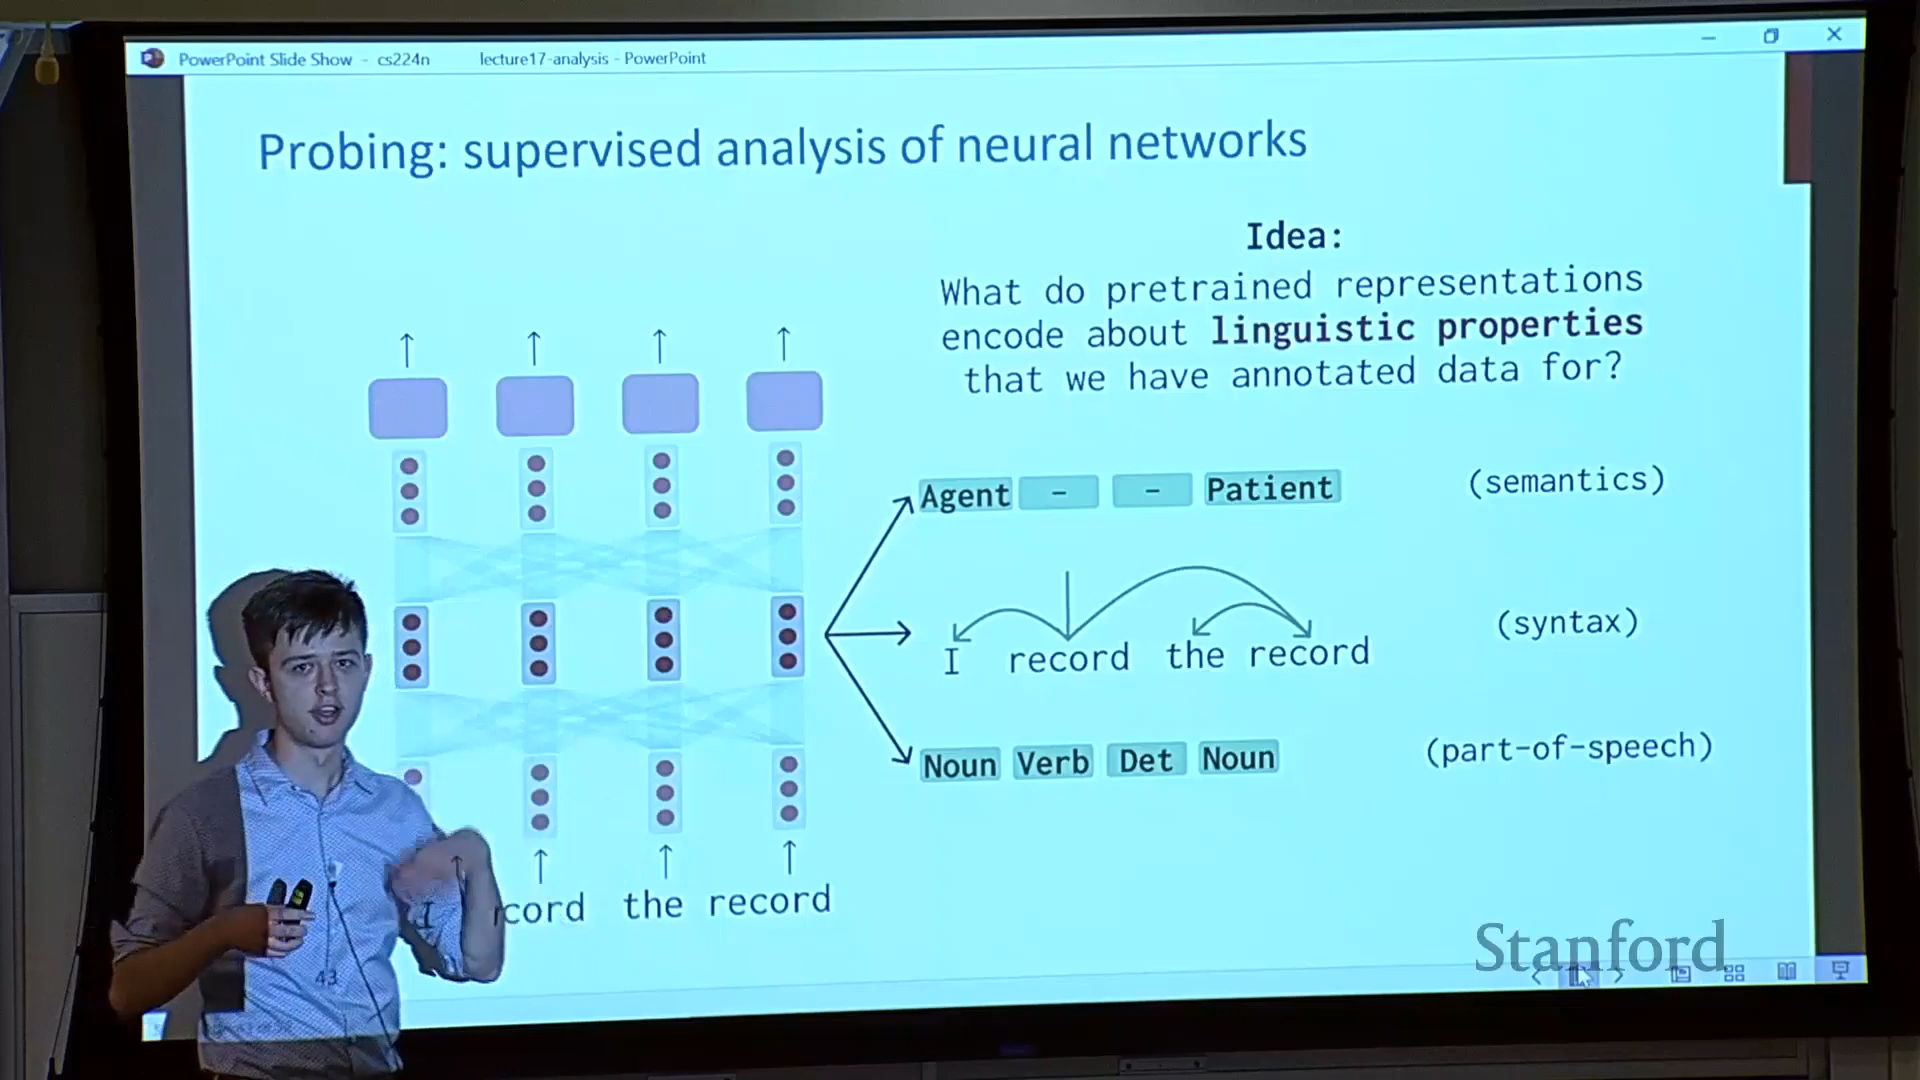 PowerPoint Slide Show - cs224n lecture17-analysis - PowerPoint
Probing: supervised analysis of neural networks
Idea:
What do pretrained representations
encode about linguistic properties
that we have annotated data for?
Agent - - Patient (semantics)
I record the record (syntax)
Noun Verb Det Noun (part-of-speech)
I cord the record
43
Stanford